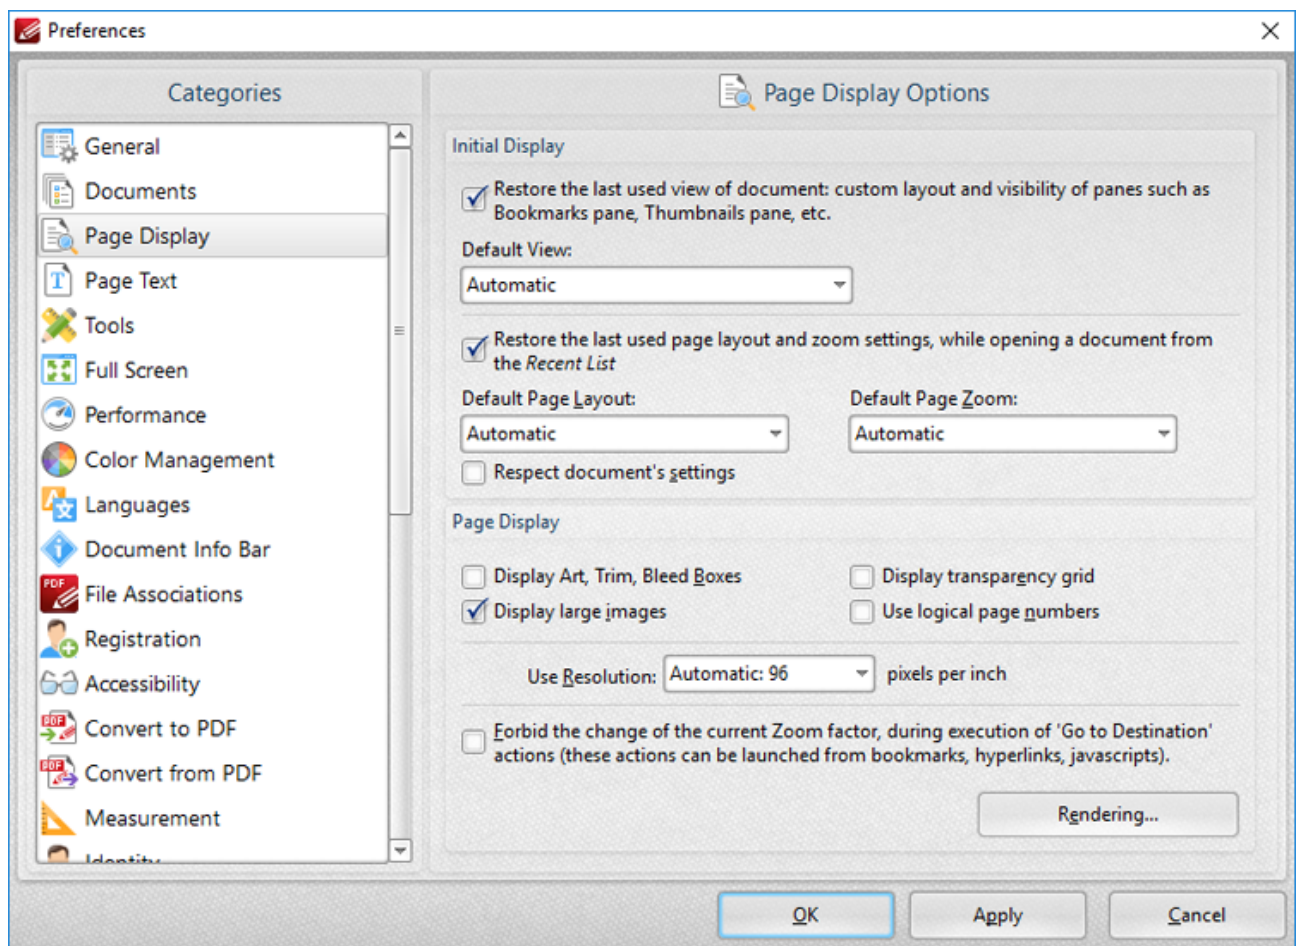 Preferences
Categories
General
Documents
Page Display
Page Text
Tools
Full Screen
Performance
Color Management
Languages
Document Info Bar
PDF
File Associations
Registration
Accessibility
PDF
Convert to PDF
PDF
Convert from PDF
Measurement
Identity
Page Display Options
Initial Display
Restore the last used view of document: custom layout and visibility of panes such as
Bookmarks pane, Thumbnails pane, etc.
Default View:
Automatic
Restore the last used page layout and zoom settings, while opening a document from
the Recent List
Default Page Layout:
Default Page Zoom:
Automatic
Automatic
Respect document's settings
Page Display
Display Art, Trim, Bleed Boxes
Display transparency grid
Display large images
Use logical page numbers
Use Resolution: Automatic: 96 pixels per inch
Forbid the change of the current Zoom factor, during execution of 'Go to Destination'
actions (these actions can be launched from bookmarks, hyperlinks, javascripts).
Rendering...
OK
Apply
Cancel